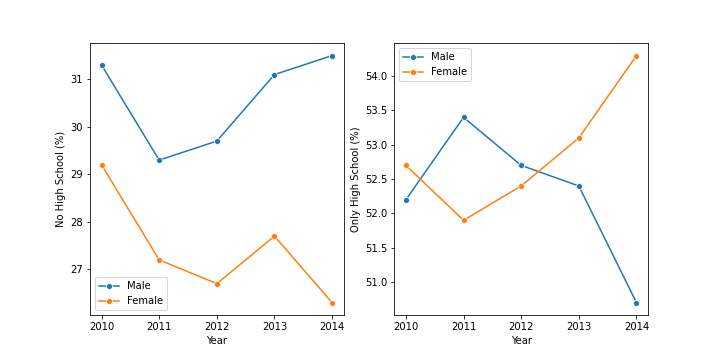 31
30
29
28
27
No High School (%)
Male
Female
2010 2011 2012 2013 2014
Year
Male
Female
54.0
53.5
53.0
52.5
52.0
51.5
51.0
Only High School (%)
2010 2011 2012 2013 2014
Year